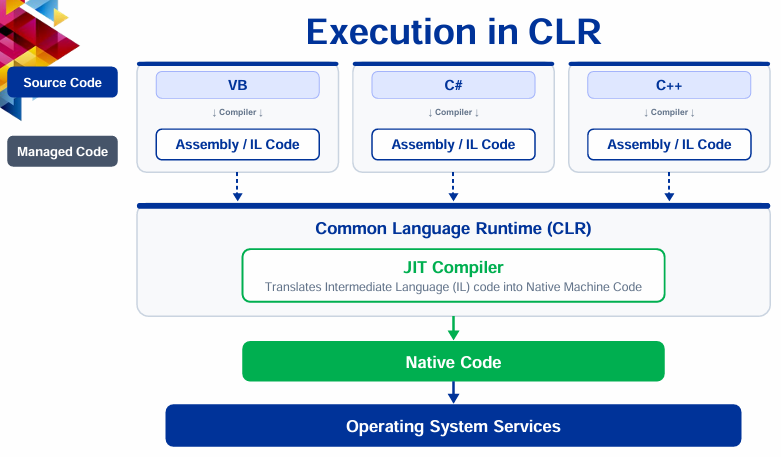 Execution in CLR
Source Code
VB
C#
C++
↓ Compiler ↓
↓ Compiler ↓
↓ Compiler ↓
Managed Code
Assembly / IL Code
Assembly / IL Code
Assembly / IL Code
Common Language Runtime (CLR)
JIT Compiler
Translates Intermediate Language (IL) code into Native Machine Code
Native Code
Operating System Services